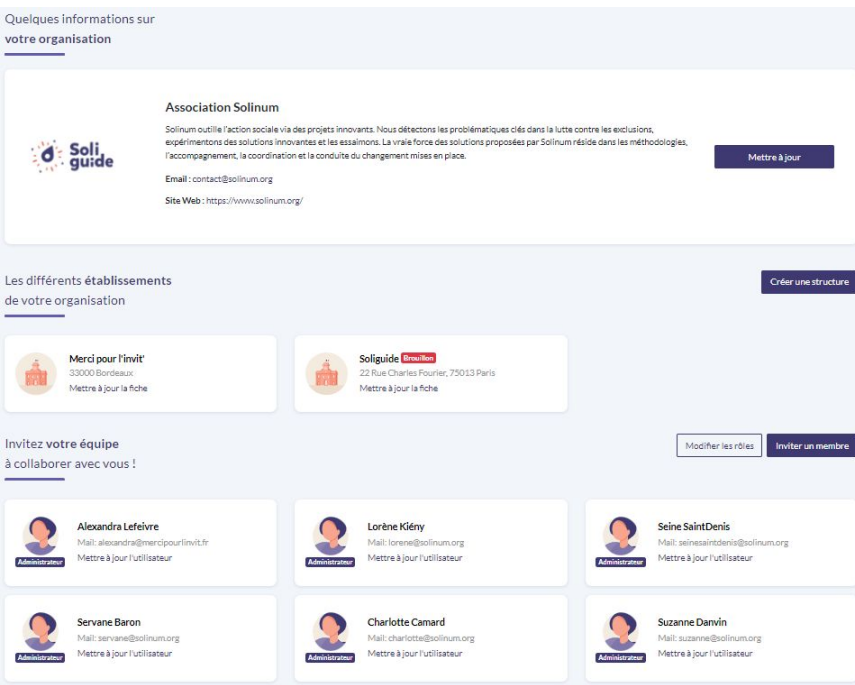 Quelques informations sur
votre organisation
Association Solinum
Solinum outille l'action sociale via des projets innovants. Nous détectons les problématiques clés dans la lutte contre les exclusions,
expérimentons des solutions innovantes et les essaimons. La vraie force des solutions proposées par Solinum réside dans les méthodologies,
l'accompagnement, la coordination et la conduite du changement mises en place.
Soli
guide
Mettre à jour
Email : contact@solinum.org
Site Web : https://www.solinum.org/
Les différents établissements
de votre organisation
Créer une structure
Merci pour l'invit'
33000 Bordeaux
Mettre à jour la fiche
Soliguide Brouillon
22 Rue Charles Fourier, 75013 Paris
Mettre à jour la fiche
Invitez votre équipe
à collaborer avec vous !
Modifier les rôles
Inviter un membre
Alexandra Lefeivre
Mail: alexandra@mercipourlinvit.fr
Mettre à jour l'utilisateur
Administrateur
Lorène Kiény
Mail: lorene@solinum.org
Mettre à jour l'utilisateur
Administrateur
Seine SaintDenis
Mail: seinesaintdenis@solinum.org
Mettre à jour l'utilisateur
Administrateur
Servane Baron
Mail: servane@solinum.org
Mettre à jour l'utilisateur
Administrateur
Charlotte Camard
Mail: charlotte@solinum.org
Mettre à jour l'utilisateur
Administrateur
Suzanne Danvin
Mail: suzanne@solinum.org
Mettre à jour l'utilisateur
Administrateur